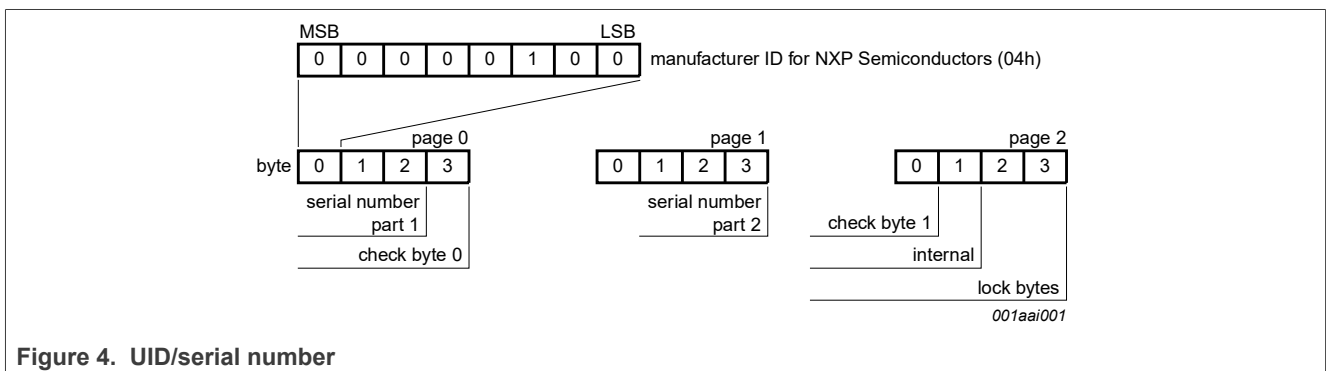 MSB LSB
0 0 0 0 0 1 0 0 manufacturer ID for NXP Semiconductors (04h)
page 0 page 1 page 2
byte 0 1 2 3 0 1 2 3 0 1 2 3
serial number serial number
part 1 part 2 check byte 1
check byte 0 internal
lock bytes
001aai001
Figure 4. UID/serial number